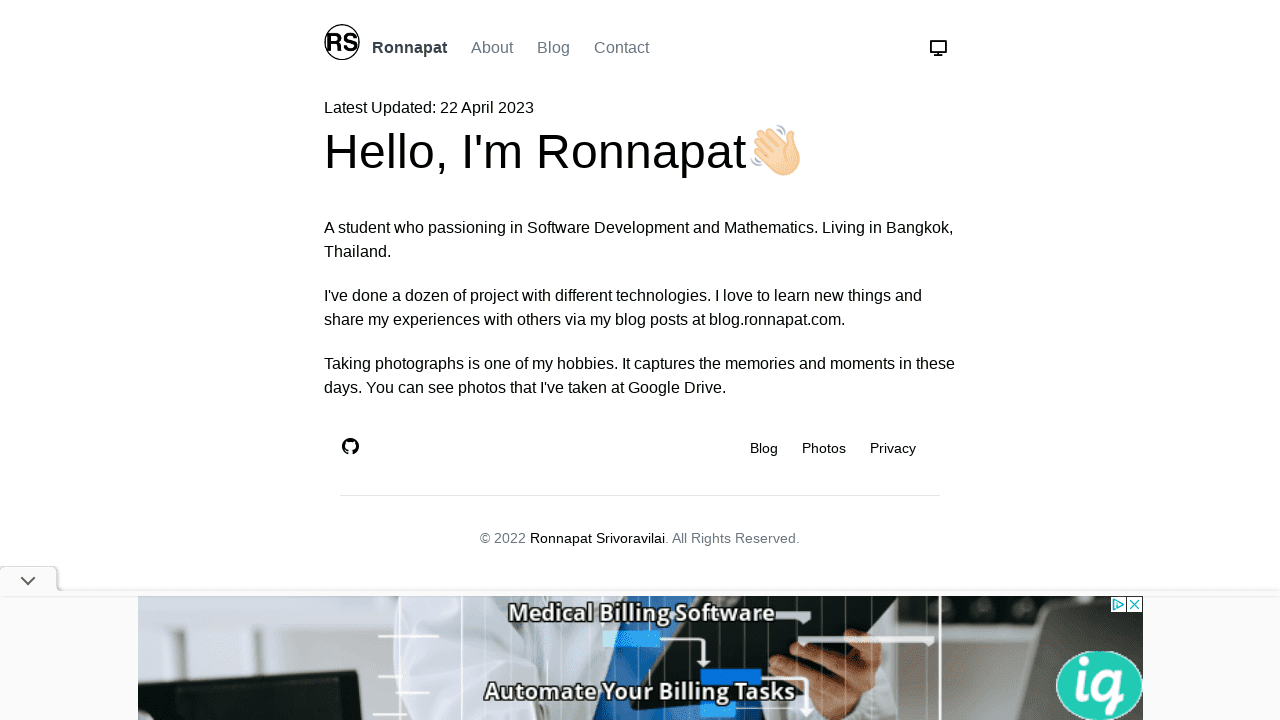 RS Ronnapat About Blog Contact
Latest Updated: 22 April 2023
Hello, I'm Ronnapat👋🏻
A student who passioning in Software Development and Mathematics. Living in Bangkok,
Thailand.
I've done a dozen of project with different technologies. I love to learn new things and
share my experiences with others via my blog posts at blog.ronnapat.com.
Taking photographs is one of my hobbies. It captures the memories and moments in these
days. You can see photos that I've taken at Google Drive.
Blog Photos Privacy
© 2022 Ronnapat Srivoravilai. All Rights Reserved.
Medical Billing Software
Automate Your Billing Tasks
iq